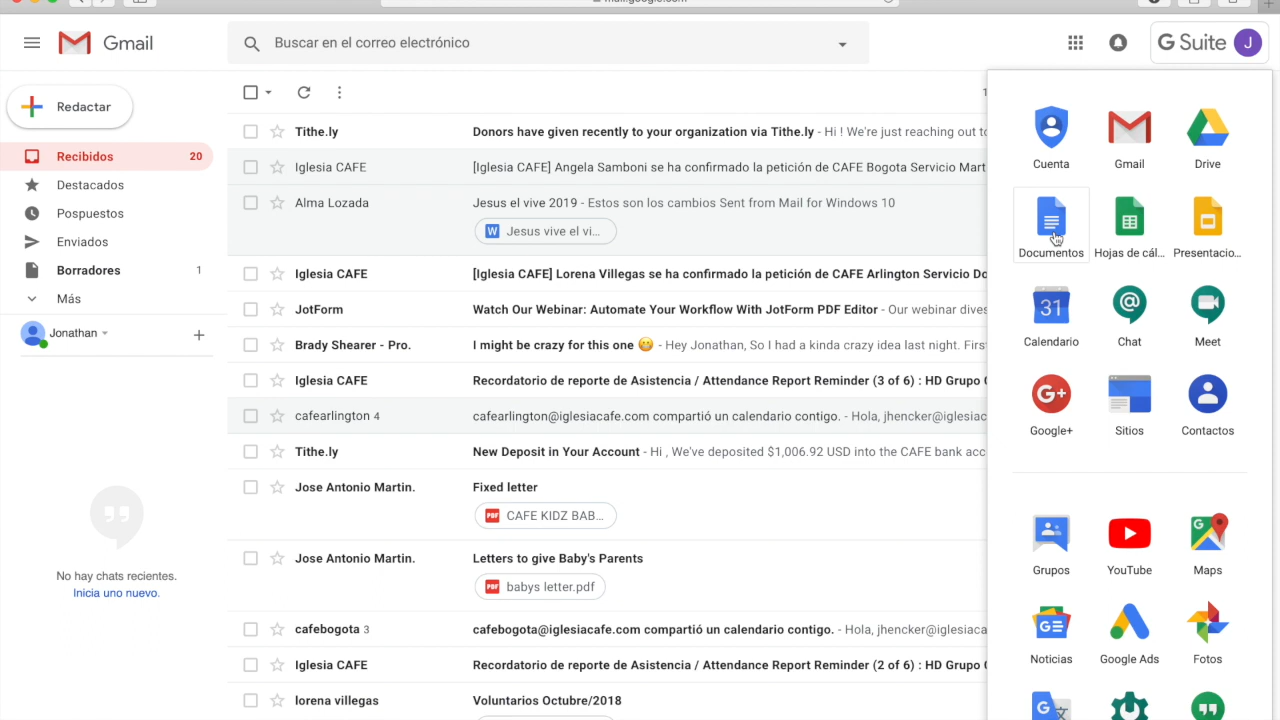 Gmail
Buscar en el correo electrónico
G Suite
J
Redactar
Recibidos 20
Destacados
Pospuestos
Enviados
Borradores 1
Más
Jonathan
No hay chats recientes.
Inicia uno nuevo.
Tithe.ly Donors have given recently to your organization via Tithe.ly - Hi ! We're just reaching out to
Iglesia CAFE [Iglesia CAFE] Angela Samboni se ha confirmado la petición de CAFE Bogota Servicio Mart
Alma Lozada Jesus el vive 2019 - Estos son los cambios Sent from Mail for Windows 10
W Jesus vive el vi...
Iglesia CAFE [Iglesia CAFE] Lorena Villegas se ha confirmado la petición de CAFE Arlington Servicio Do
JotForm Watch Our Webinar: Automate Your Workflow With JotForm PDF Editor - Our webinar dives
Brady Shearer - Pro. I might be crazy for this one 😄 - Hey Jonathan, So I had a kinda crazy idea last night. First
Iglesia CAFE Recordatorio de reporte de Asistencia / Attendance Report Reminder (3 of 6) : HD Grupo
cafearlington 4 cafearlington@iglesiacafe.com compartió un calendario contigo. - Hola, jhencker@iglesiac
Tithe.ly New Deposit in Your Account - Hi , We've deposited $1,006.92 USD into the CAFE bank acc
Jose Antonio Martin. Fixed letter
PDF CAFE KIDZ BAB...
Jose Antonio Martin. Letters to give Baby's Parents
PDF babys letter.pdf
cafebogota 3 cafebogota@iglesiacafe.com compartió un calendario contigo. - Hola, jhencker@iglesiaca
Iglesia CAFE Recordatorio de reporte de Asistencia / Attendance Report Reminder (2 of 6) : HD Grupo
lorena villegas Voluntarios Octubre/2018
Cuenta Gmail Drive
Documentos Hojas de cál... Presentacio...
31
Calendario Chat Meet
G+
Google+ Sitios Contactos
Grupos YouTube Maps
Noticias Google Ads Fotos